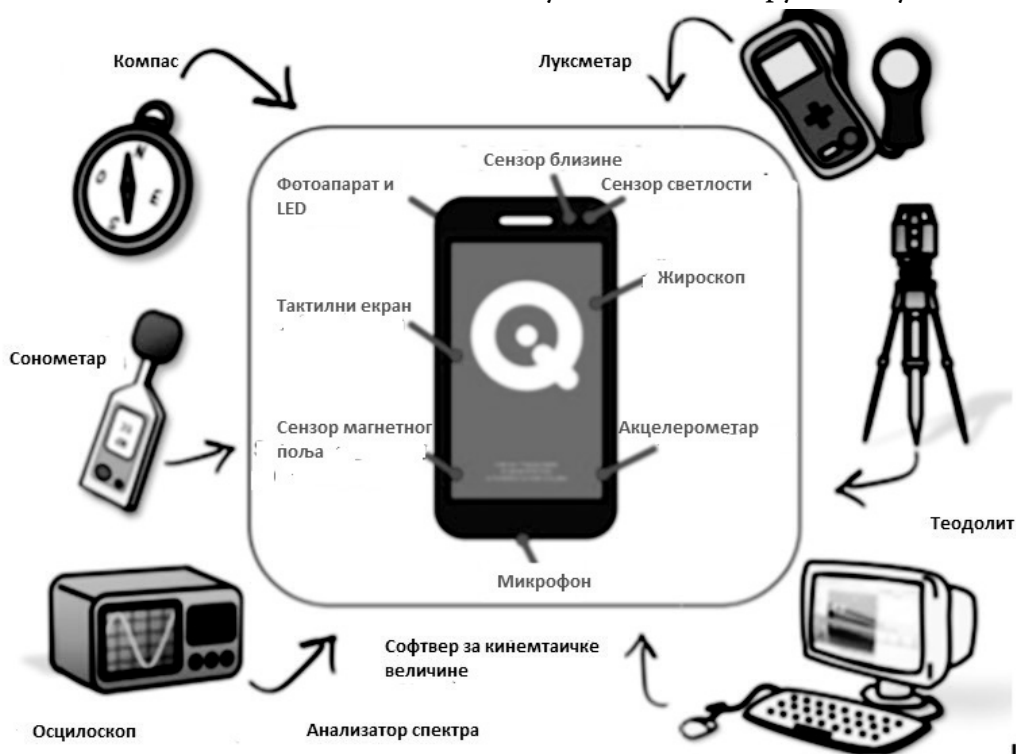 Компас
Луксметар
Сензор близине
Фотоапарат и
LED
Сензор светлости
Жироскоп
Тактилни екран
Сонометар
Сензор магнетног
поља
Акцелерометар
Теодолит
Микрофон
Софтвер за кинемтаичке
величине
Осцилоскоп
Анализатор спектра
N
O
E
S